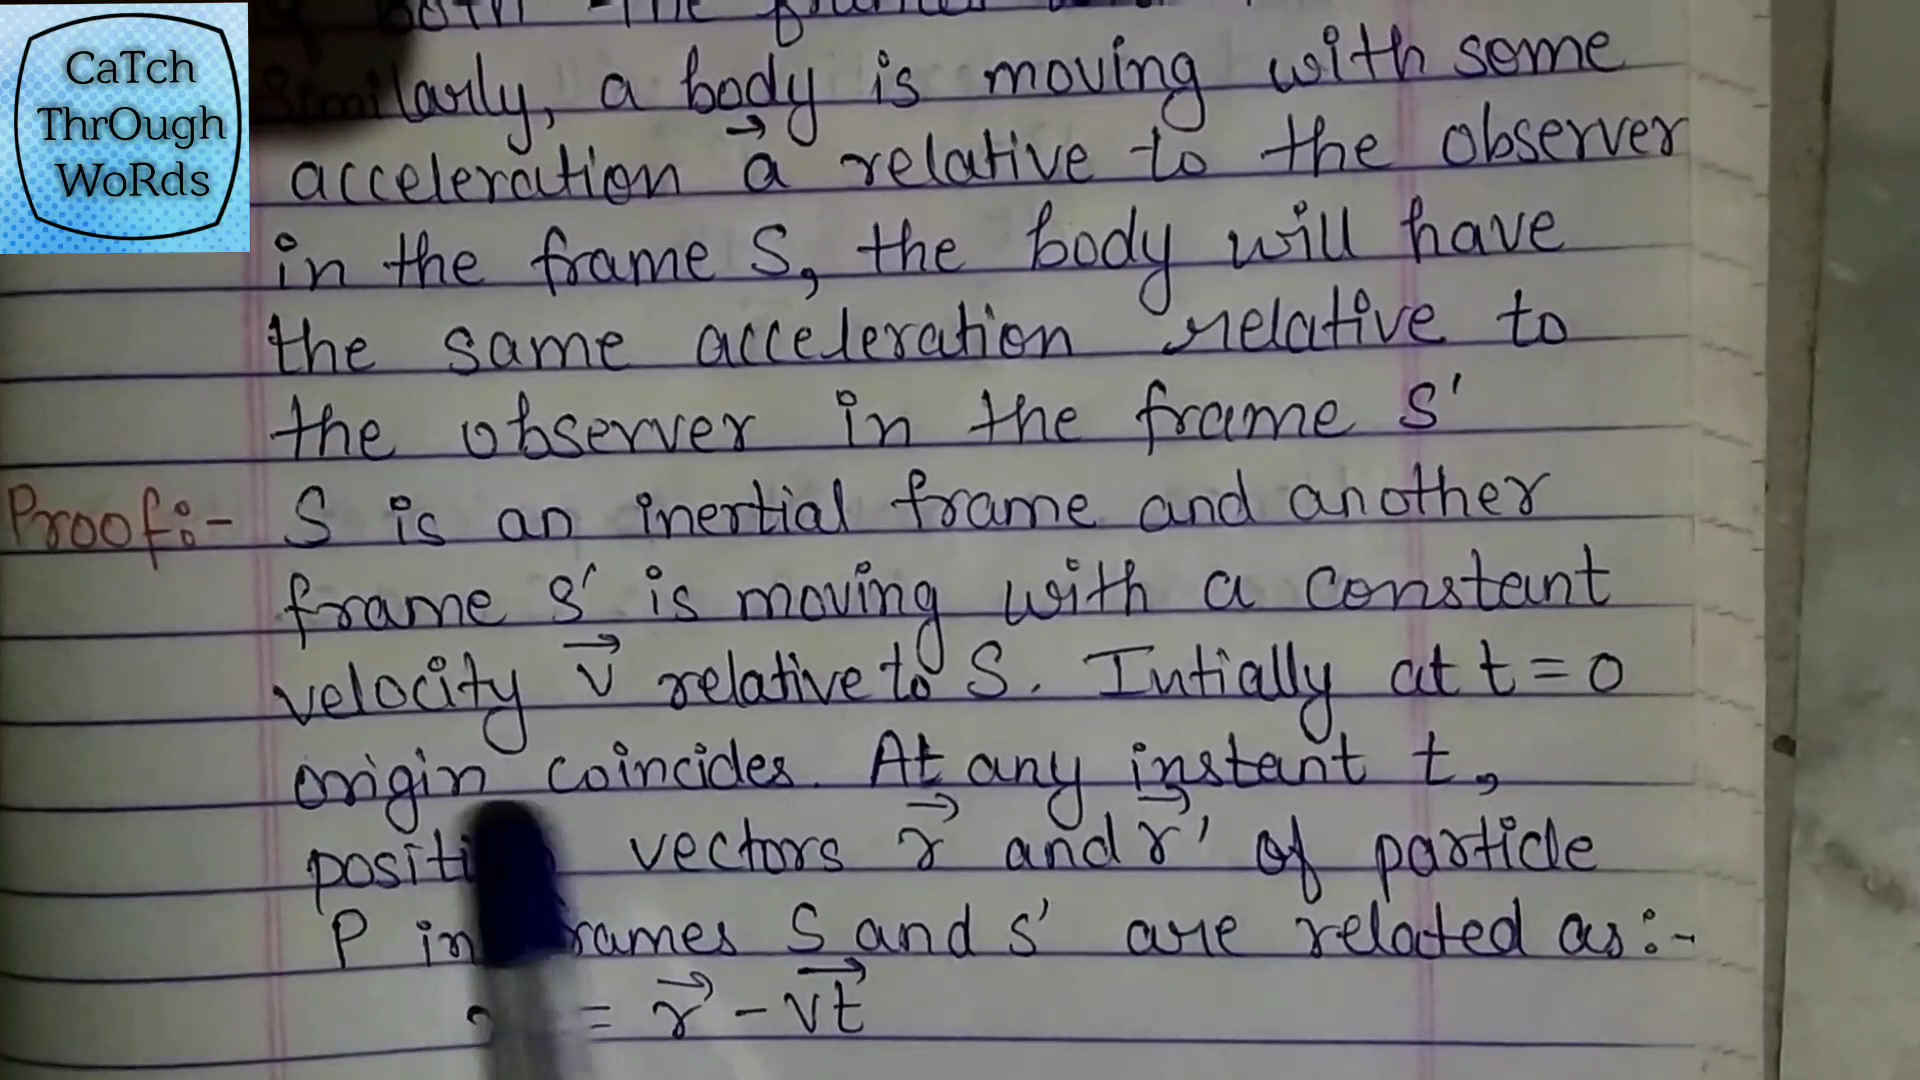 CaTch
ThrOugh
WoRds
both the frames
Similarly, a body is moving with some
acceleration a⃗ relative to the observer
in the frame S, the body will have
the same acceleration relative to
the observer in the frame S'
Proof:- S is an inertial frame and another
frame S' is moving with a constant
velocity v⃗ relative to S. Intially at t = 0
origin coincides. At any instant t,
vectors r⃗ and r⃗' of particle
P in S and S' are related as:-
= r⃗ - v⃗t